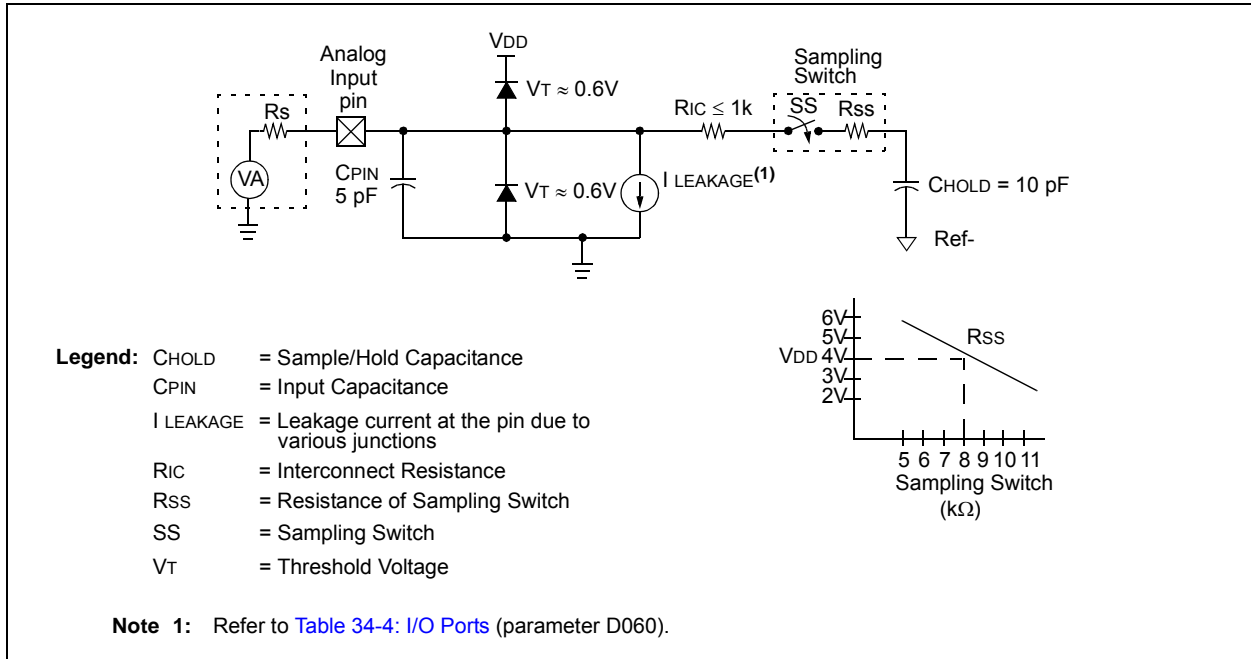 VDD
Analog
Input
pin
Sampling
Switch
VT ≈ 0.6V
Rs
RIC ≤ 1k
SS
Rss
VA
CPIN
5 pF
VT ≈ 0.6V
I LEAKAGE(1)
CHOLD = 10 pF
Ref-
6V
5V
VDD 4V
3V
2V
RSS
5 6 7 8 9 10 11
Sampling Switch
(kΩ)
Legend: CHOLD = Sample/Hold Capacitance
CPIN = Input Capacitance
I LEAKAGE = Leakage current at the pin due to
various junctions
RIC = Interconnect Resistance
RSS = Resistance of Sampling Switch
SS = Sampling Switch
VT = Threshold Voltage
Note 1: Refer to Table 34-4: I/O Ports (parameter D060).